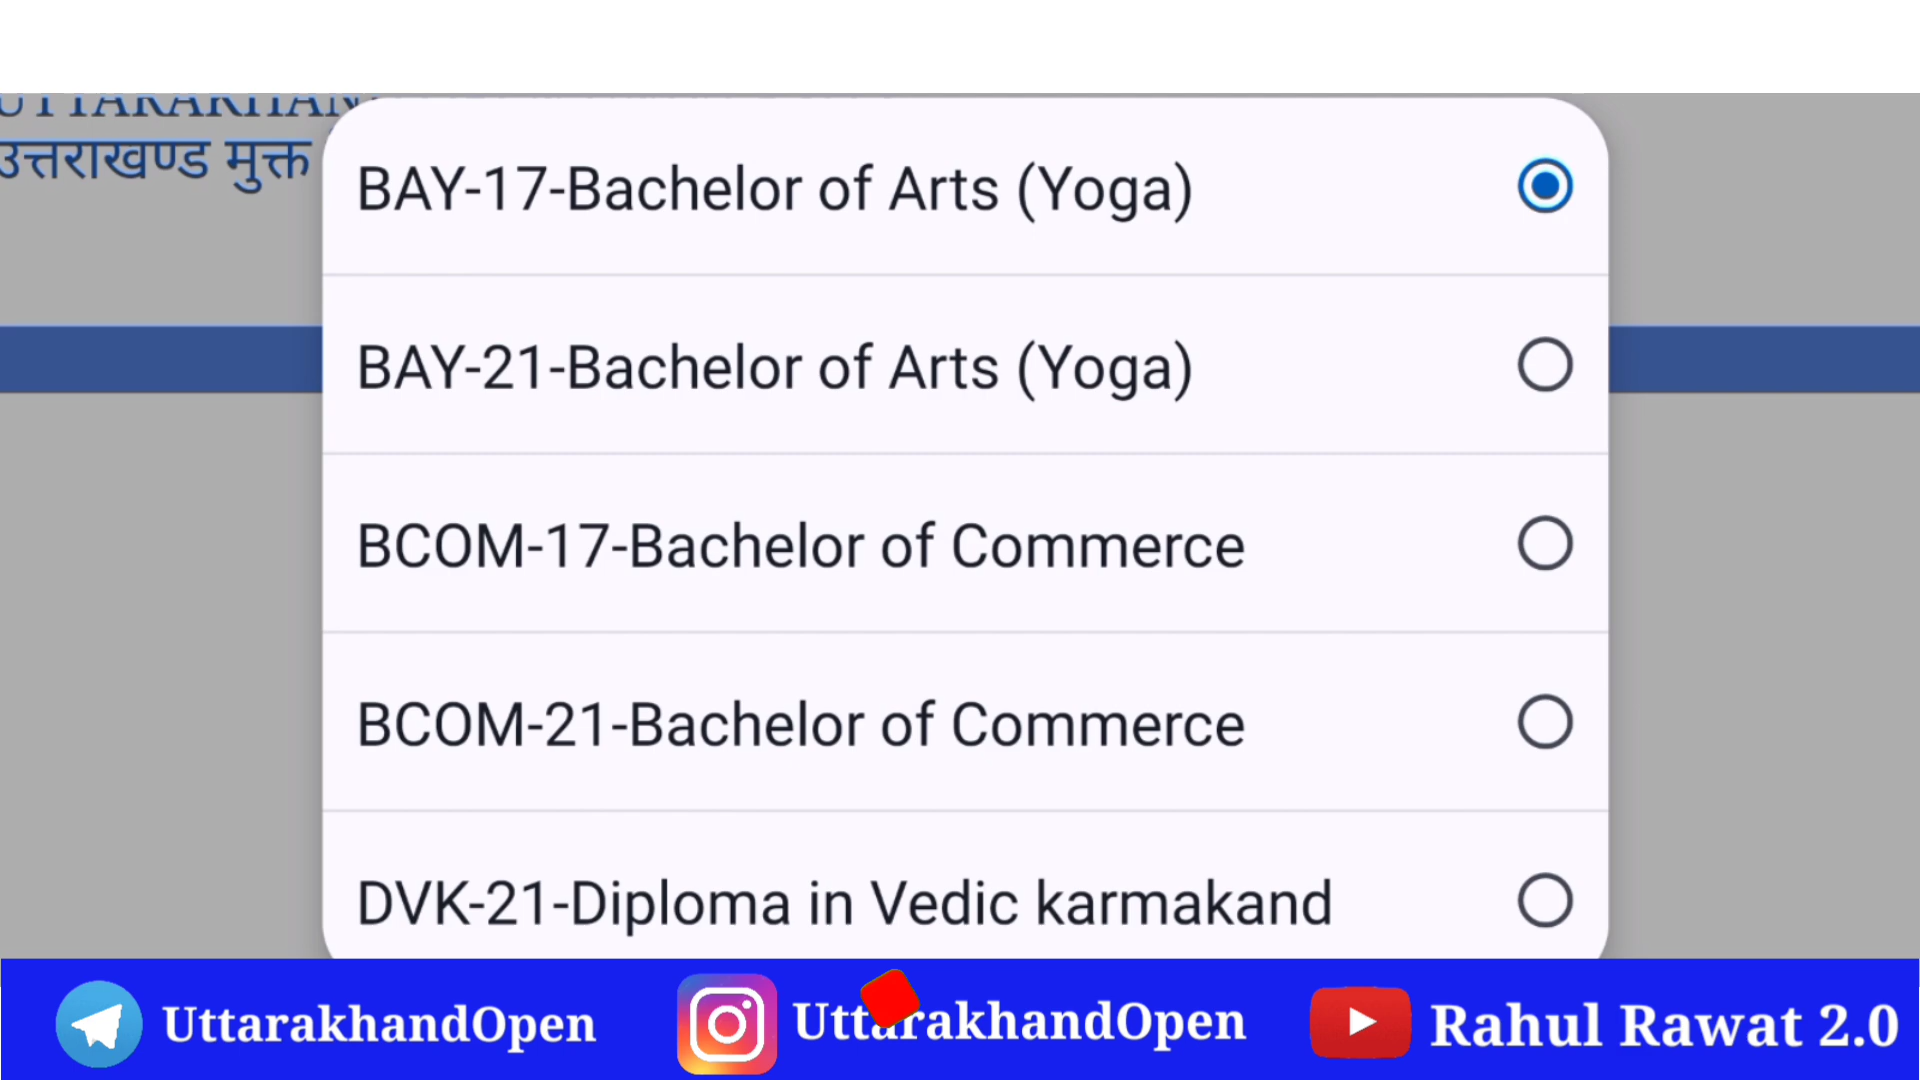 उत्तराखण्ड मुक्त
BAY-17-Bachelor of Arts (Yoga)
BAY-21-Bachelor of Arts (Yoga)
BCOM-17-Bachelor of Commerce
BCOM-21-Bachelor of Commerce
DVK-21-Diploma in Vedic karmakand
UttarakhandOpen
UttarakhandOpen
Rahul Rawat 2.0